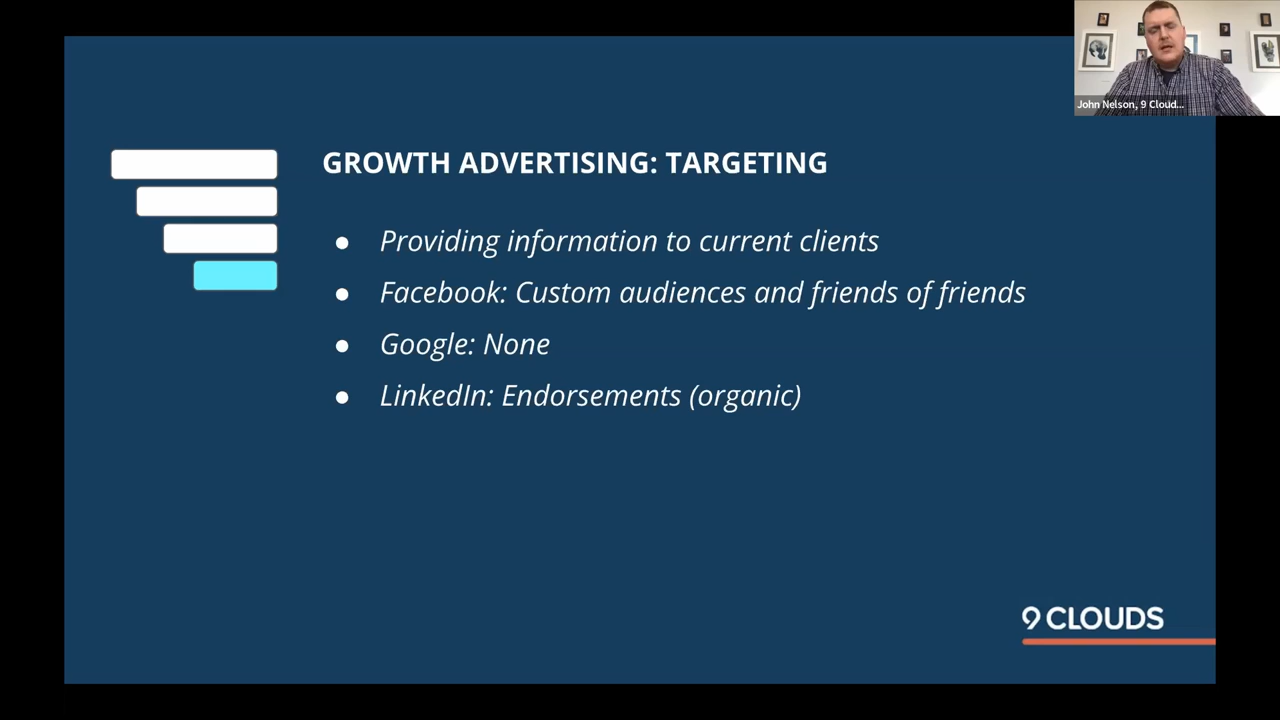 John Nelson, 9 Cloud...
GROWTH ADVERTISING: TARGETING
● Providing information to current clients
● Facebook: Custom audiences and friends of friends
● Google: None
● LinkedIn: Endorsements (organic)
9 CLOUDS